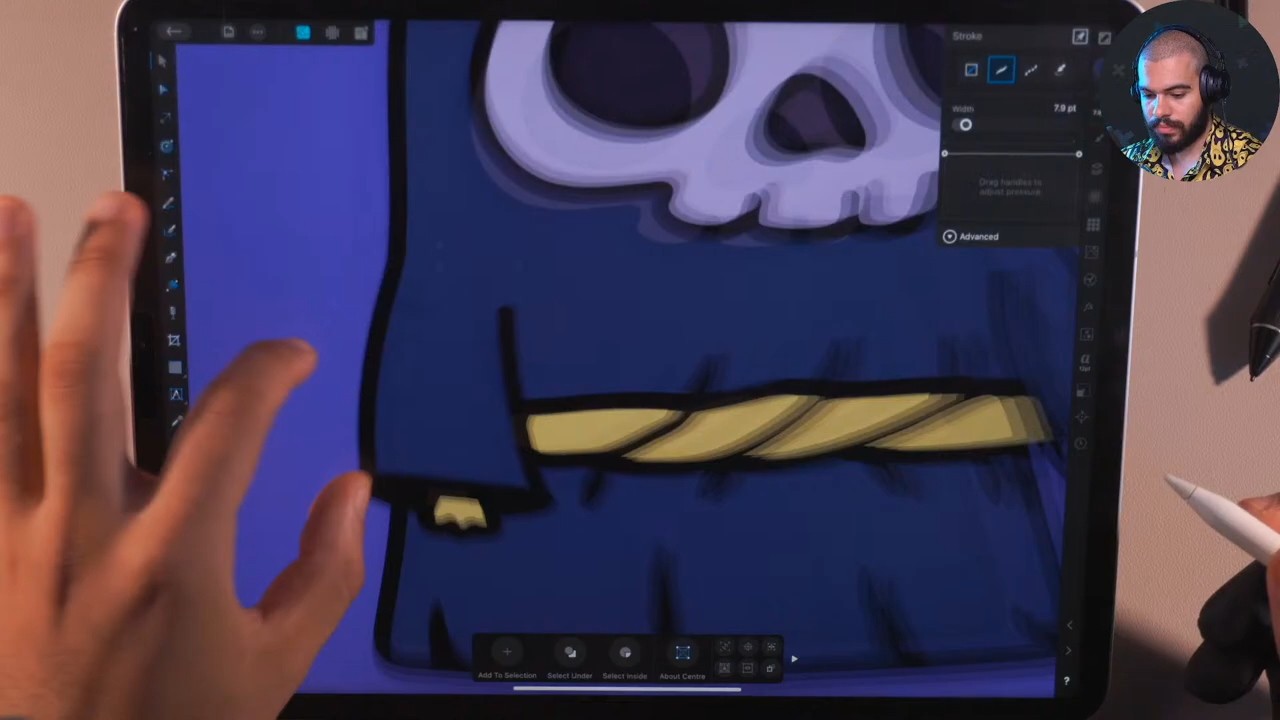 Stroke
Width 7.9 pt
Drag handles to
adjust pressure
Advanced
Add To Selection
Select Under
Select Inside
About Centre
?